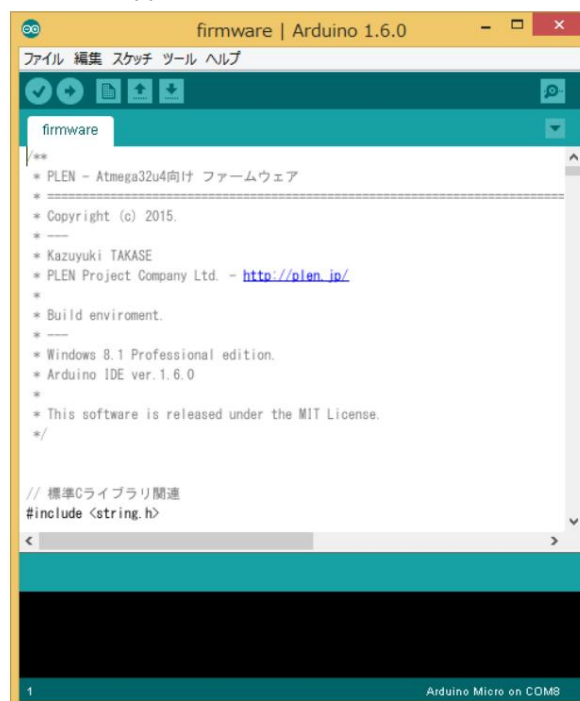 firmware | Arduino 1.6.0
ファイル 編集 スケッチ ツール ヘルプ
firmware
/**
* PLEN - Atmega32u4向け ファームウェア
* =====================================================================
* Copyright (c) 2015.
* ---
* Kazuyuki TAKASE
* PLEN Project Company Ltd. - http://plen.jp/
*
* Build enviroment.
* ---
* Windows 8.1 Professional edition.
* Arduino IDE ver.1.6.0
*
* This software is released under the MIT License.
*/
// 標準Cライブラリ関連
#include <string.h>
1 Arduino Micro on COM8